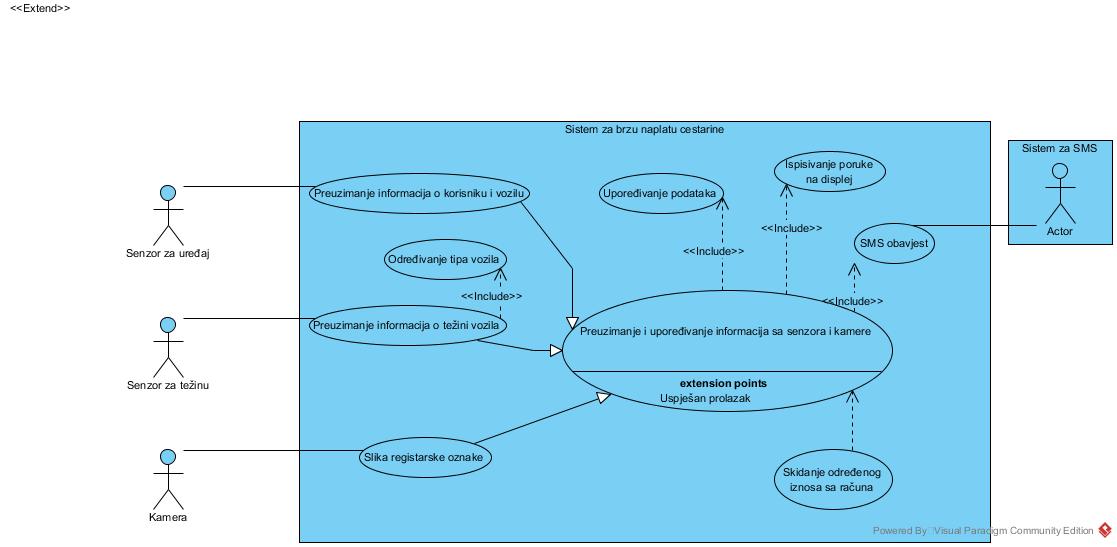 <<Extend>>
Sistem za brzu naplatu cestarine
Sistem za SMS
Ispisivanje poruke
na displej
Preuzimanje informacija o korisniku i vozilu
Upoređivanje podataka
<<Include>>
Actor
Senzor za uređaj
SMS obavjest
<<Include>>
Određivanje tipa vozila
<<Include>>
<<Include>>
Preuzimanje informacija o težini vozila
Preuzimanje i upoređivanje informacija sa senzora i kamere
Senzor za težinu
extension points
Uspješan prolazak
Slika registarske oznake
Skidanje određenog
iznosa sa računa
Kamera
Powered By Visual Paradigm Community Edition